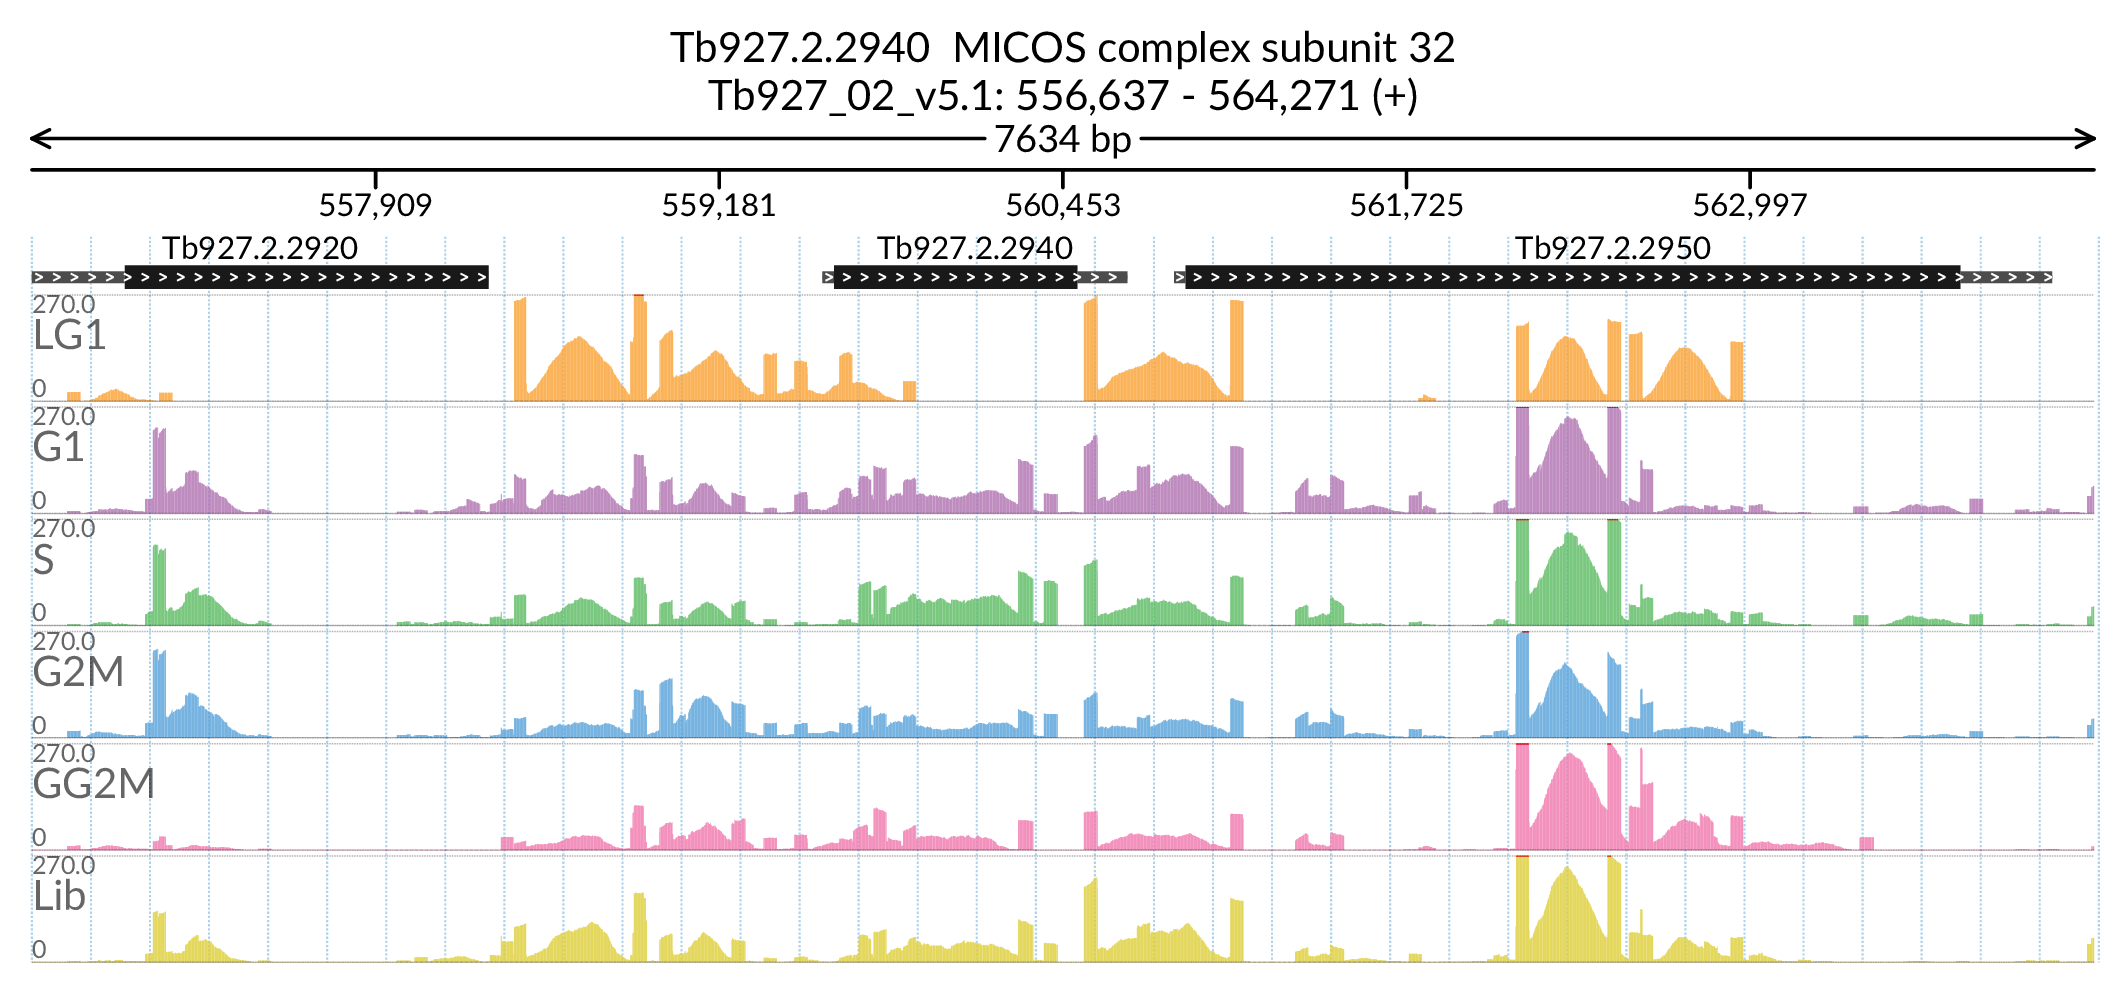 Tb927.2.2940 MICOS complex subunit 32
Tb927_02_v5.1: 556,637 - 564,271 (+)
7634 bp
557,909 559,181 560,453 561,725 562,997
Tb927.2.2920 Tb927.2.2940 Tb927.2.2950
270.0
LG1
0
270.0
G1
0
270.0
S
0
270.0
G2M
0
270.0
GG2M
0
270.0
Lib
0